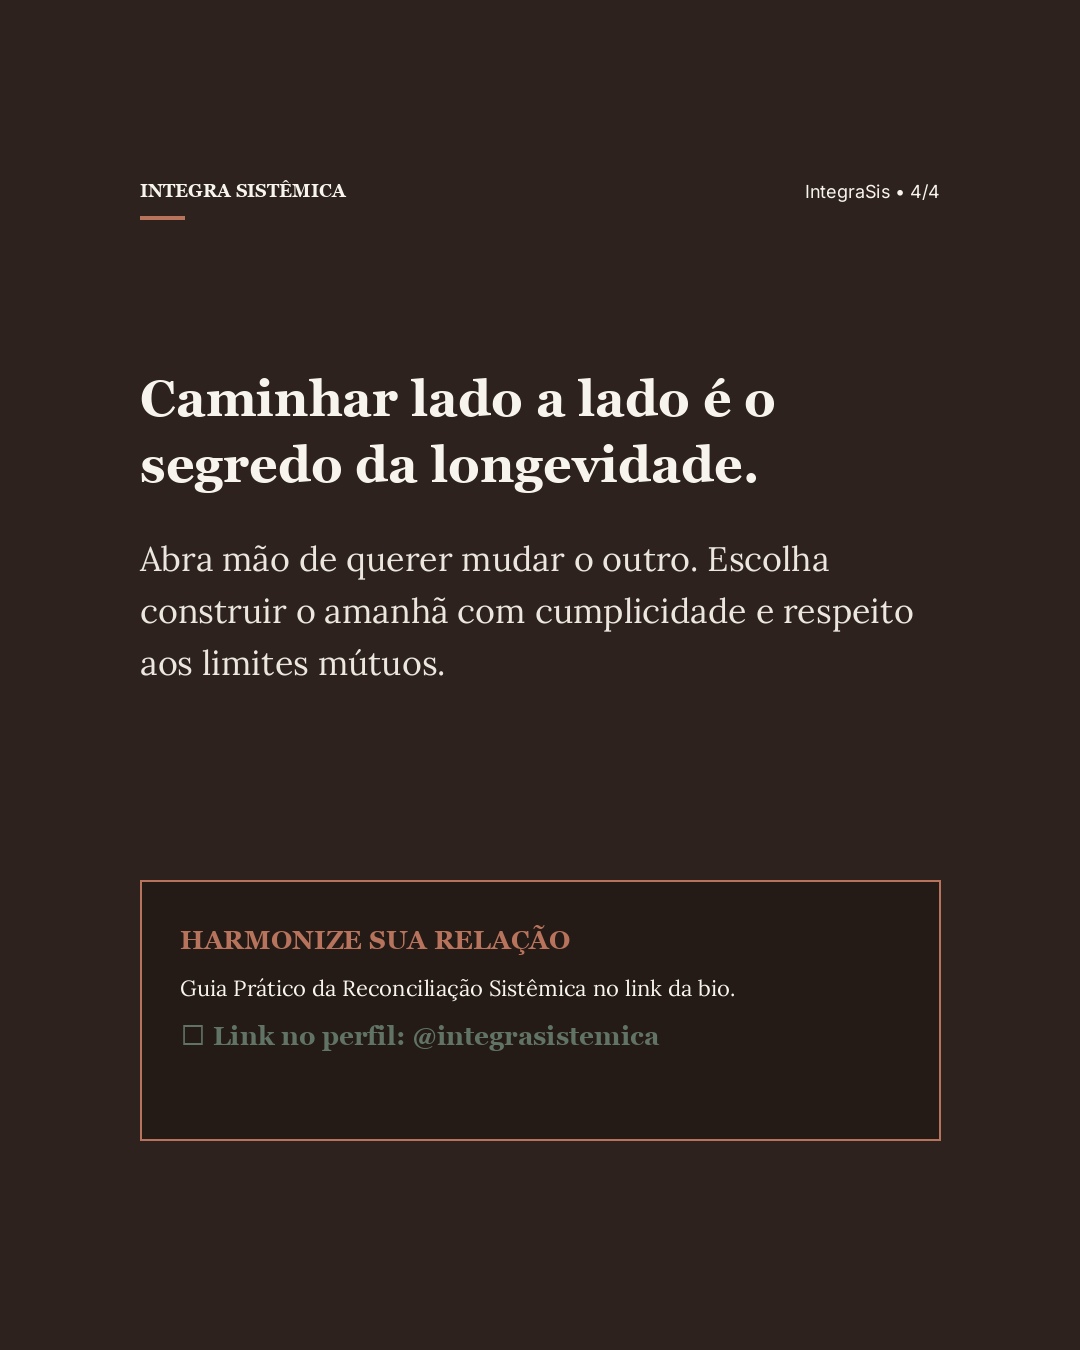 INTEGRA SISTÊMICA
IntegraSis • 4/4
Caminhar lado a lado é o
segredo da longevidade.
Abra mão de querer mudar o outro. Escolha
construir o amanhã com cumplicidade e respeito
aos limites mútuos.
HARMONIZE SUA RELAÇÃO
Guia Prático da Reconciliação Sistêmica no link da bio.
☐ Link no perfil: @integrasistemica